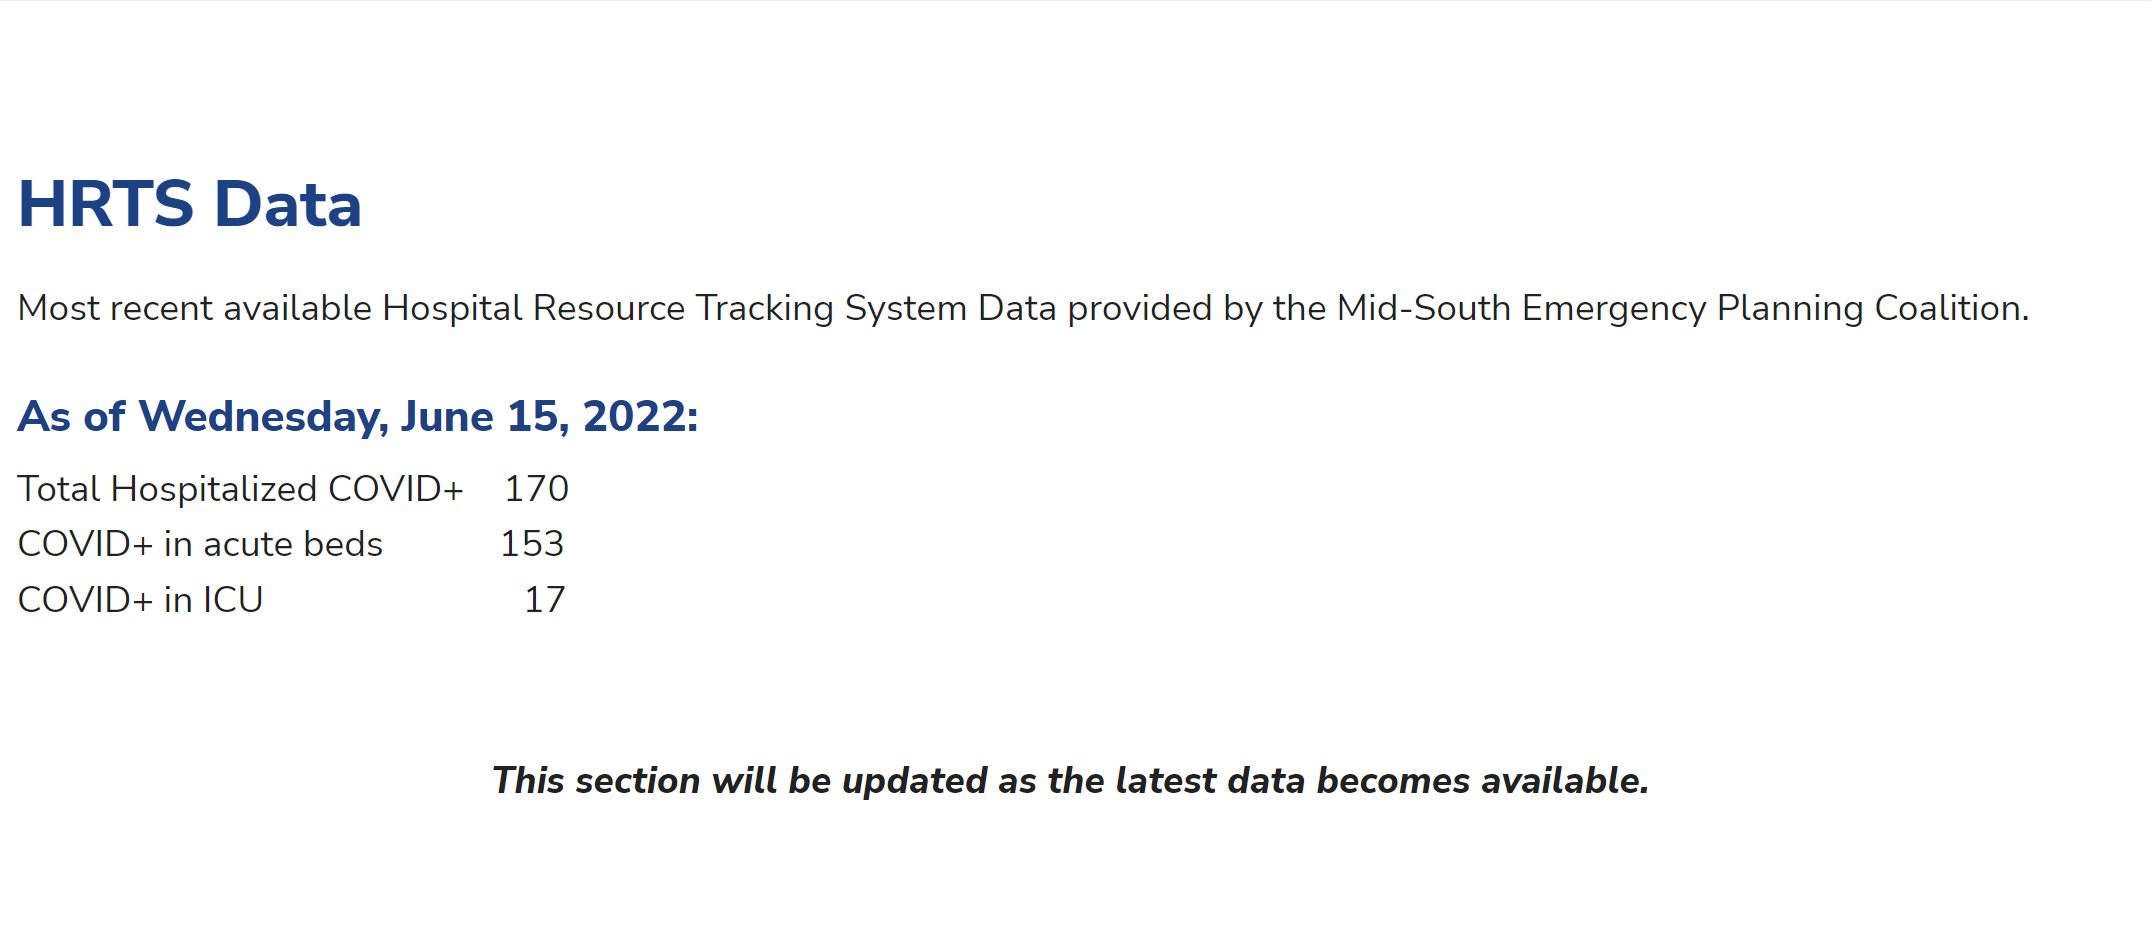 HRTS Data
Most recent available Hospital Resource Tracking System Data provided by the Mid-South Emergency Planning Coalition.
As of Wednesday, June 15, 2022:
Total Hospitalized COVID+ 170
COVID+ in acute beds 153
COVID+ in ICU 17
This section will be updated as the latest data becomes available.